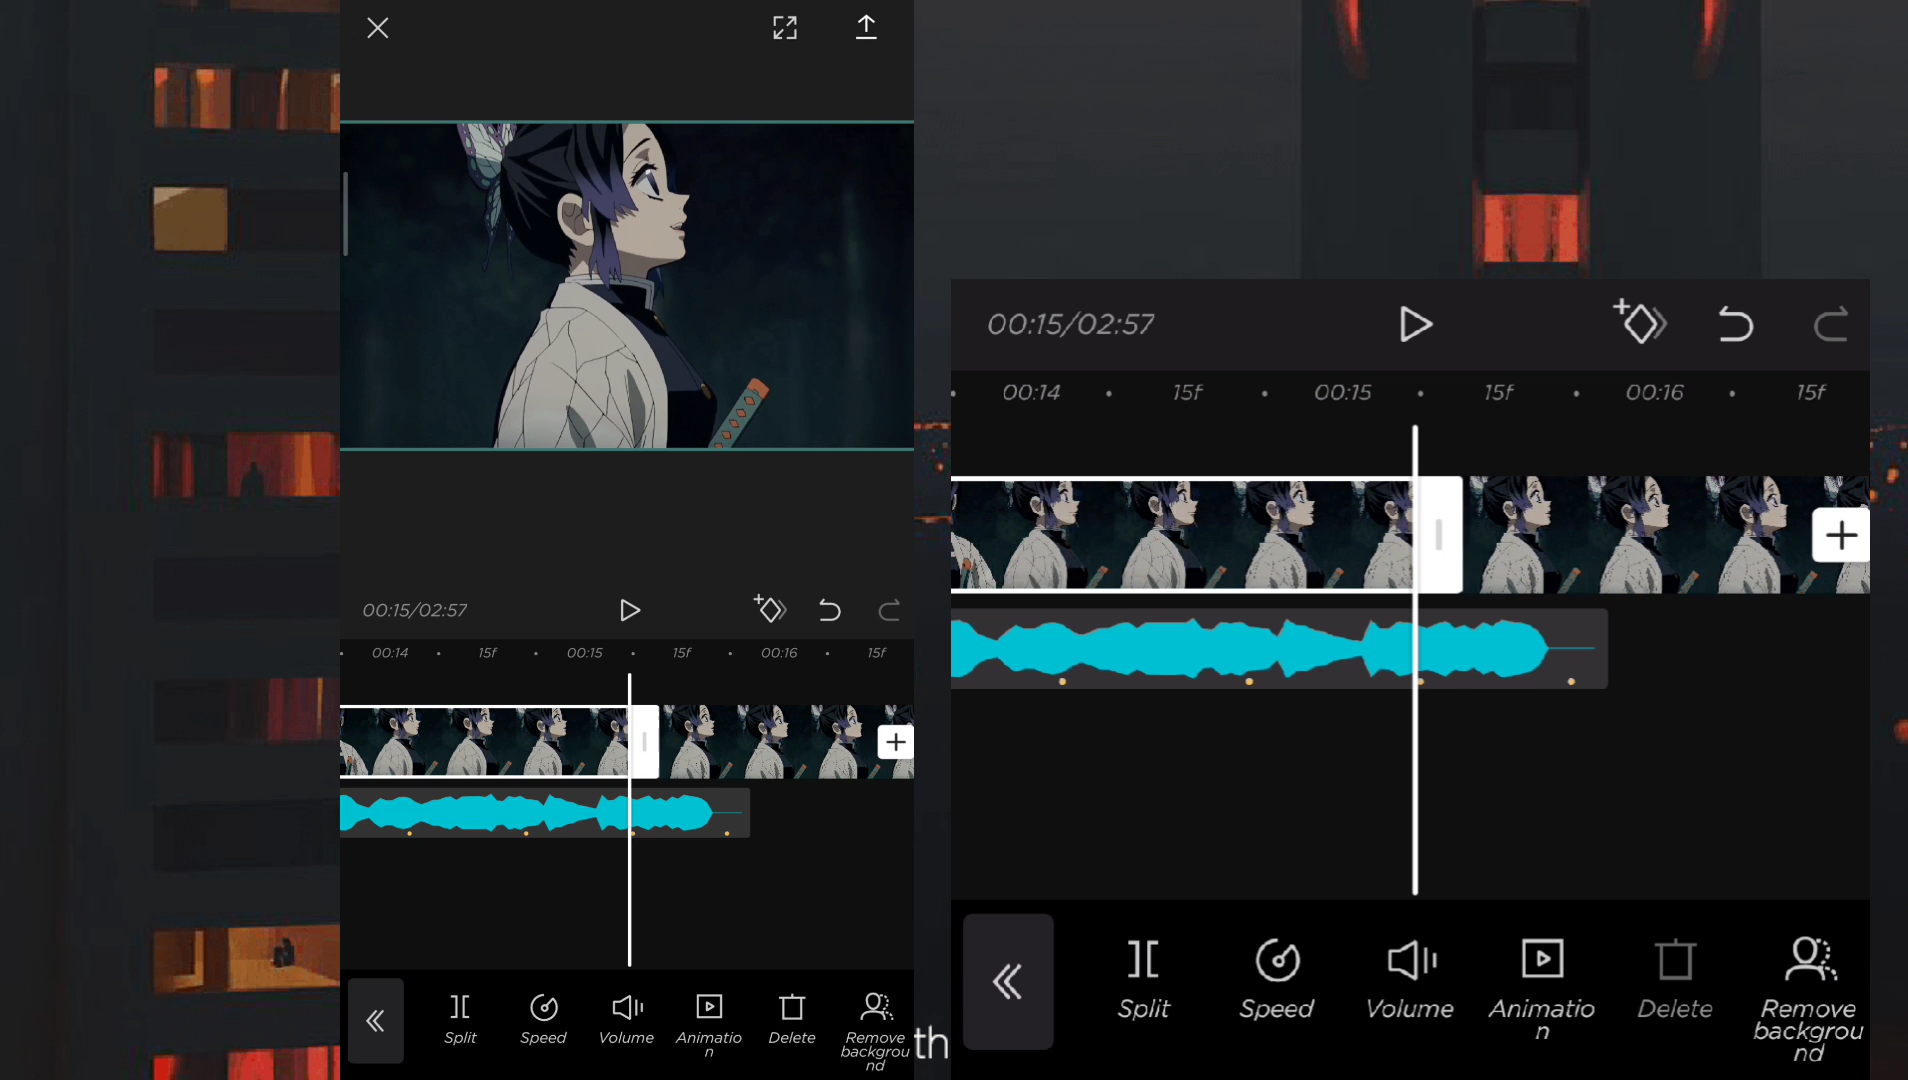 00:15/02:57
00:14 15f 00:15 15f 00:16 15f
Split Speed Volume Animatio
n Delete Remove
backgrou
nd
th
00:15/02:57
00:14 15f 00:15 15f 00:16 15f
Split Speed Volume Animatio
n Delete Remove
backgrou
nd